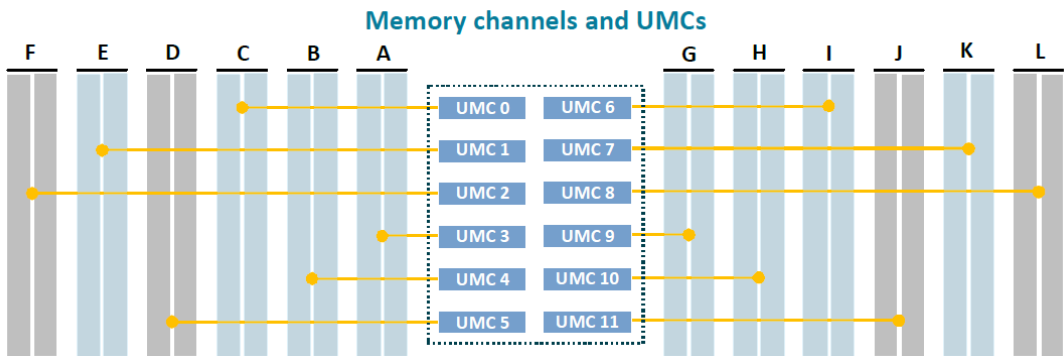 Memory channels and UMCs
F E D C B A G H I J K L
UMC 0 UMC 6
UMC 1 UMC 7
UMC 2 UMC 8
UMC 3 UMC 9
UMC 4 UMC 10
UMC 5 UMC 11